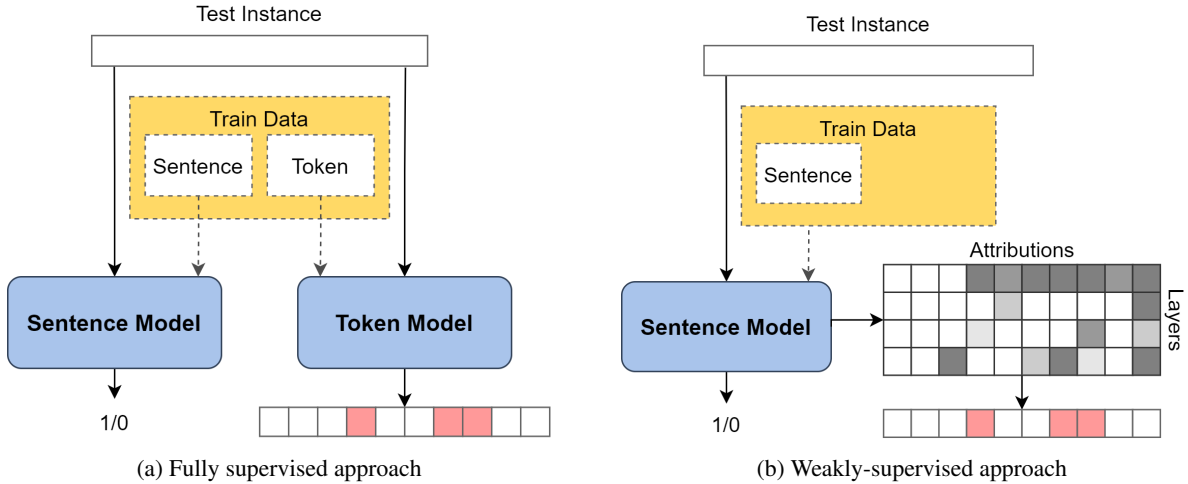 Test Instance
Train Data
Sentence
Token
Sentence Model
Token Model
1/0
(a) Fully supervised approach
Test Instance
Train Data
Sentence
Attributions
Layers
Sentence Model
1/0
(b) Weakly-supervised approach